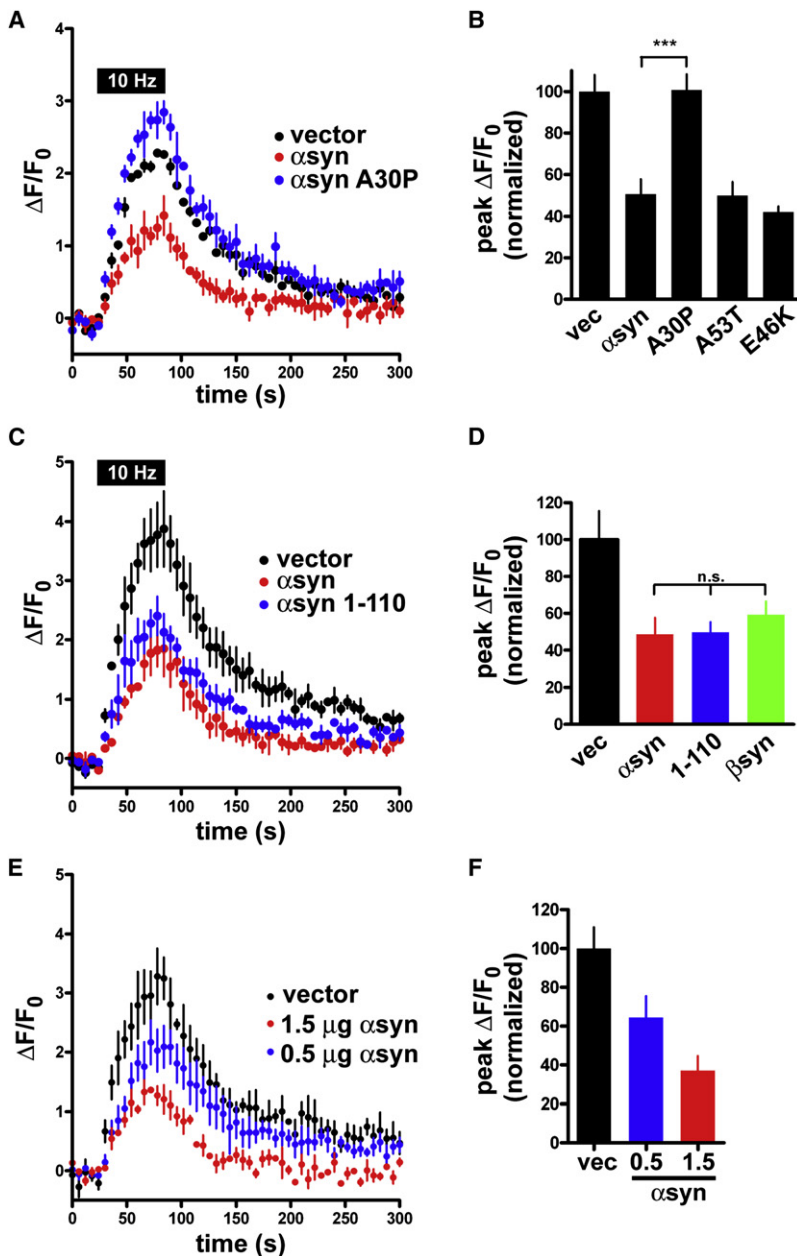 A
ΔF/F0
4
3
2
1
0
10 Hz
vector
αsyn
αsyn A30P
0 50 100 150 200 250 300
time (s)
B
peak ΔF/F0
(normalized)
100
80
60
40
20
0
***
vec αsyn A30P A53T E46K
C
ΔF/F0
5
4
3
2
1
0
10 Hz
vector
αsyn
αsyn 1-110
0 50 100 150 200 250 300
time (s)
D
peak ΔF/F0
(normalized)
120
100
80
60
40
20
0
n.s.
vec αsyn 1-110 βsyn
E
ΔF/F0
5
4
3
2
1
0
vector
1.5 μg αsyn
0.5 μg αsyn
0 50 100 150 200 250 300
time (s)
F
peak ΔF/F0
(normalized)
120
100
80
60
40
20
0
vec 0.5 1.5
αsyn